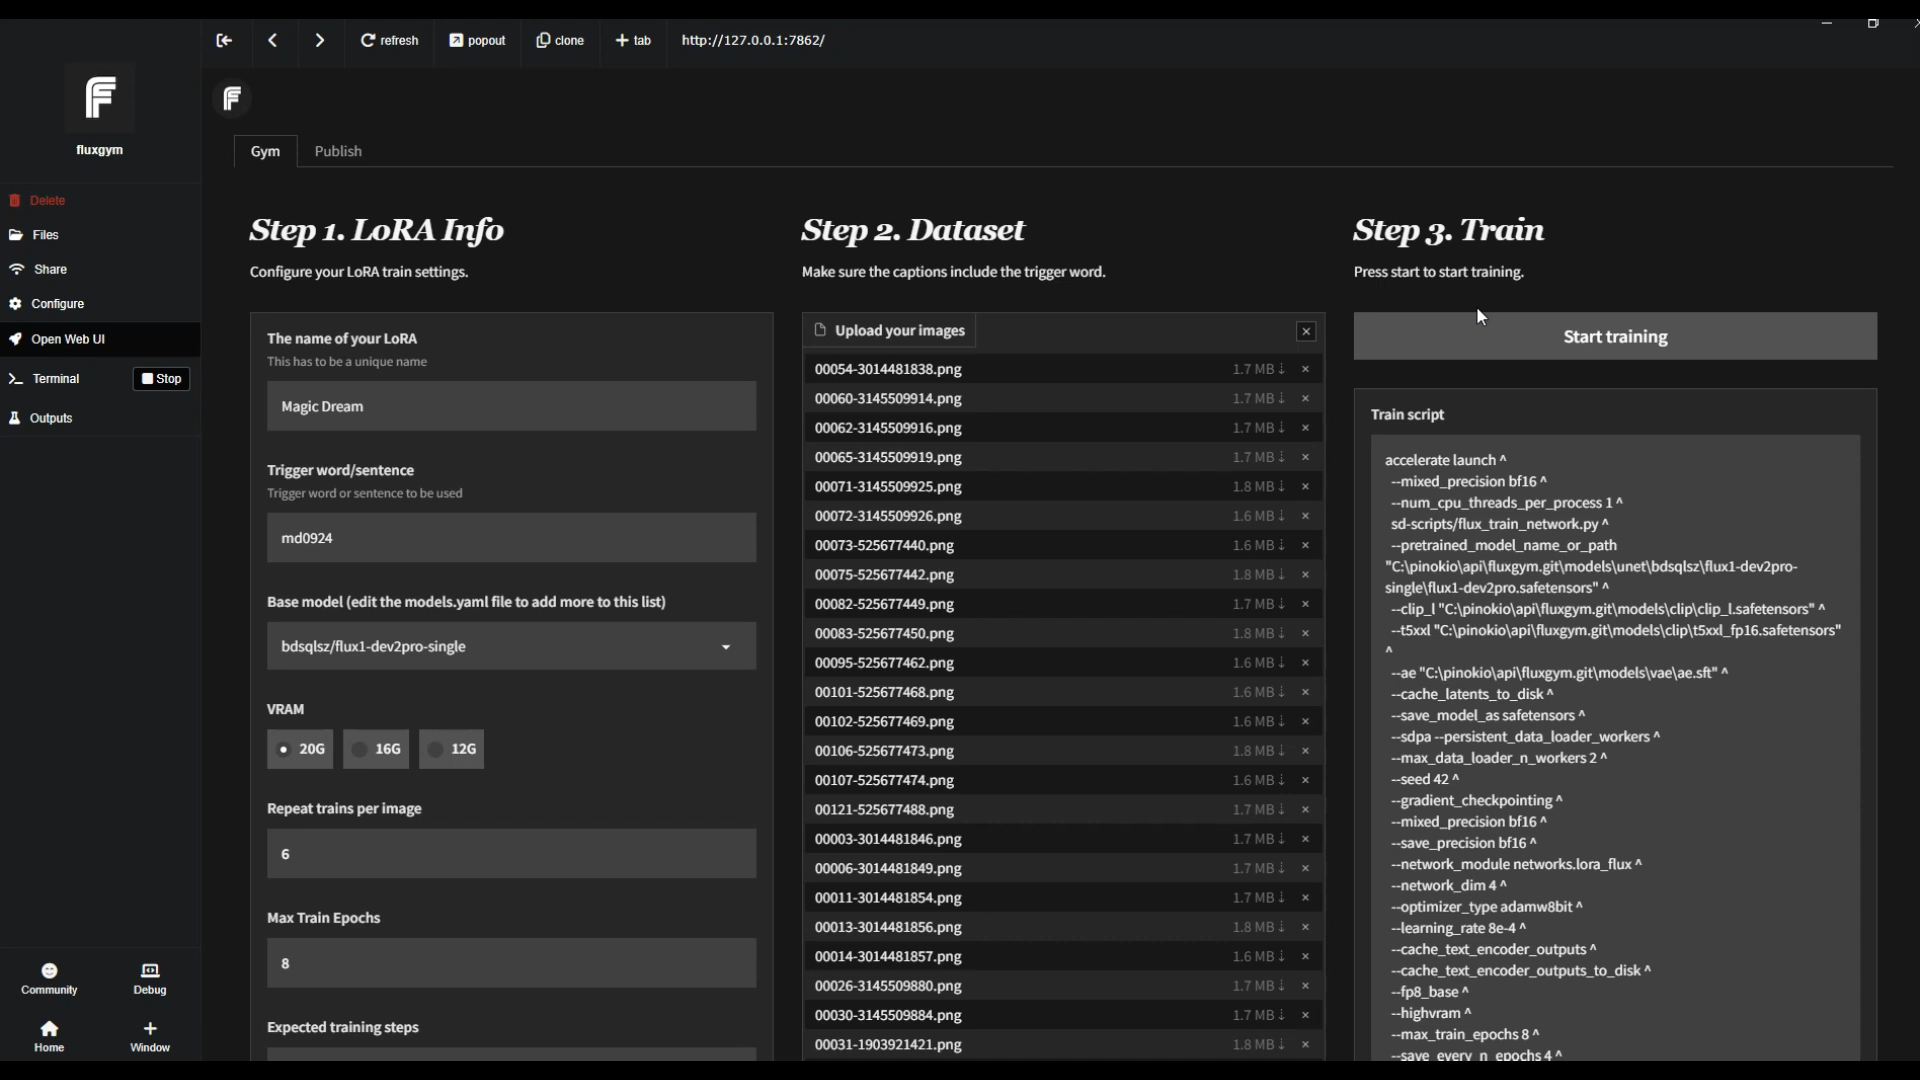 refresh
popout
clone
tab
http://127.0.0.1:7862/
fluxgym
Delete
Files
Share
Configure
Open Web UI
Terminal
Stop
Outputs
Community
Debug
Home
Window
Gym
Publish
Step 1. LoRA Info
Configure your LoRA train settings.
The name of your LoRA
This has to be a unique name
Magic Dream
Trigger word/sentence
Trigger word or sentence to be used
md0924
Base model (edit the models.yaml file to add more to this list)
bdsqlsz/flux1-dev2pro-single
VRAM
20G
16G
12G
Repeat trains per image
6
Max Train Epochs
8
Expected training steps
Step 2. Dataset
Make sure the captions include the trigger word.
Upload your images
00054-3014481838.png 1.7 MB ↓ ×
00060-3145509914.png 1.7 MB ↓ ×
00062-3145509916.png 1.7 MB ↓ ×
00065-3145509919.png 1.7 MB ↓ ×
00071-3145509925.png 1.8 MB ↓ ×
00072-3145509926.png 1.6 MB ↓ ×
00073-525677440.png 1.6 MB ↓ ×
00075-525677442.png 1.8 MB ↓ ×
00082-525677449.png 1.7 MB ↓ ×
00083-525677450.png 1.8 MB ↓ ×
00095-525677462.png 1.6 MB ↓ ×
00101-525677468.png 1.6 MB ↓ ×
00102-525677469.png 1.6 MB ↓ ×
00106-525677473.png 1.8 MB ↓ ×
00107-525677474.png 1.6 MB ↓ ×
00121-525677488.png 1.7 MB ↓ ×
00003-3014481846.png 1.7 MB ↓ ×
00006-3014481849.png 1.7 MB ↓ ×
00011-3014481854.png 1.7 MB ↓ ×
00013-3014481856.png 1.8 MB ↓ ×
00014-3014481857.png 1.6 MB ↓ ×
00026-3145509880.png 1.7 MB ↓ ×
00030-3145509884.png 1.7 MB ↓ ×
00031-1903921421.png 1.8 MB ↓ ×
Step 3. Train
Press start to start training.
Start training
Train script
accelerate launch ^
--mixed_precision bf16 ^
--num_cpu_threads_per_process 1 ^
sd-scripts/flux_train_network.py ^
--pretrained_model_name_or_path
"C:\pinokio\api\fluxgym.git\models\unet\bdsqlsz\flux1-dev2pro-
single\flux1-dev2pro.safetensors" ^
--clip_l "C:\pinokio\api\fluxgym.git\models\clip\clip_l.safetensors" ^
--t5xxl "C:\pinokio\api\fluxgym.git\models\clip\t5xxl_fp16.safetensors"
^
--ae "C:\pinokio\api\fluxgym.git\models\vae\ae.sft" ^
--cache_latents_to_disk ^
--save_model_as safetensors ^
--sdpa --persistent_data_loader_workers ^
--max_data_loader_n_workers 2 ^
--seed 42 ^
--gradient_checkpointing ^
--mixed_precision bf16 ^
--save_precision bf16 ^
--network_module networks.lora_flux ^
--network_dim 4 ^
--optimizer_type adamw8bit ^
--learning_rate 8e-4 ^
--cache_text_encoder_outputs ^
--cache_text_encoder_outputs_to_disk ^
--fp8_base ^
--highvram ^
--max_train_epochs 8 ^
--save_every_n_epochs 4 ^